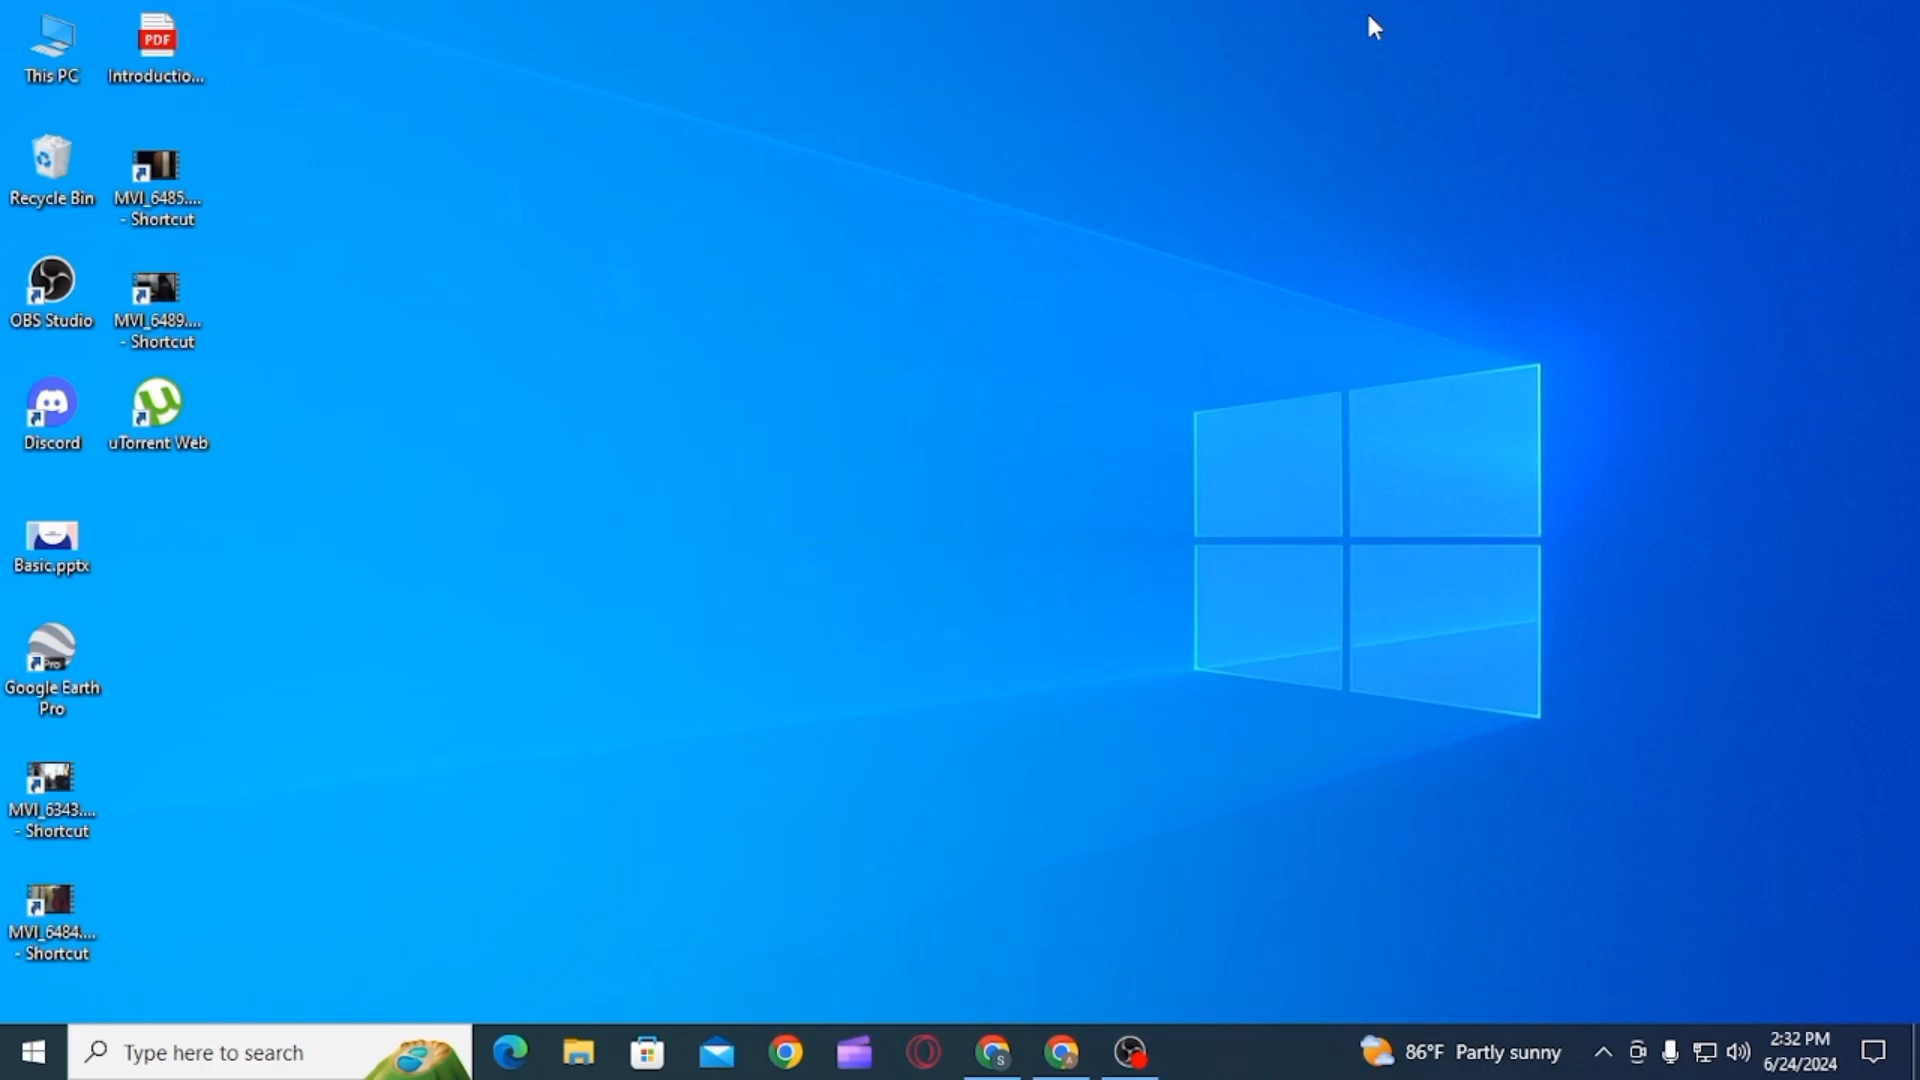 This PC
Introductio...
PDF
Recycle Bin
MVI_6485....
- Shortcut
OBS Studio
MVI_6489....
- Shortcut
Discord
uTorrent Web
Basic.pptx
Pro
Google Earth
Pro
MVI_6343....
- Shortcut
MVI_6484....
- Shortcut
Type here to search
S
A
86°F Partly sunny
2:32 PM
6/24/2024